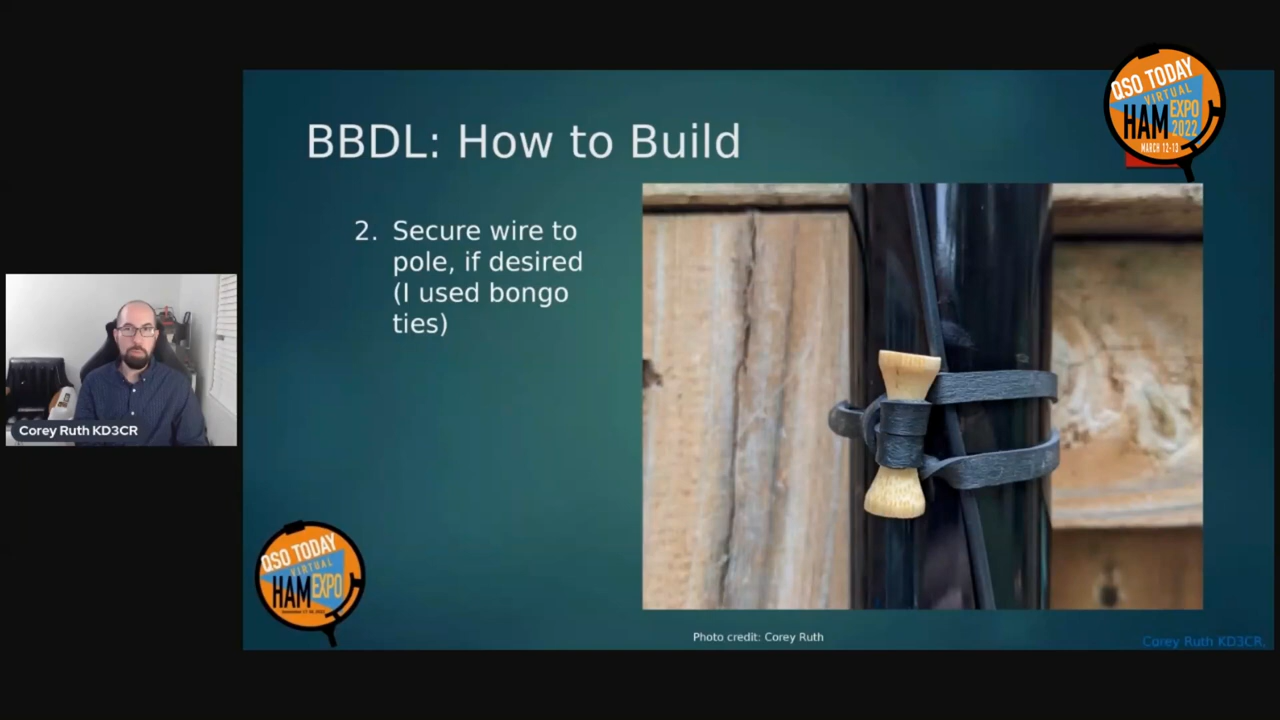 BBDL: How to Build
2. Secure wire to
pole, if desired
(I used bongo
ties)
Corey Ruth KD3CR
Photo credit: Corey Ruth
Corey Ruth KD3CR,
QSO TODAY
VIRTUAL
HAM EXPO
2022
MARCH 12-13
QSO TODAY
VIRTUAL
HAM EXPO